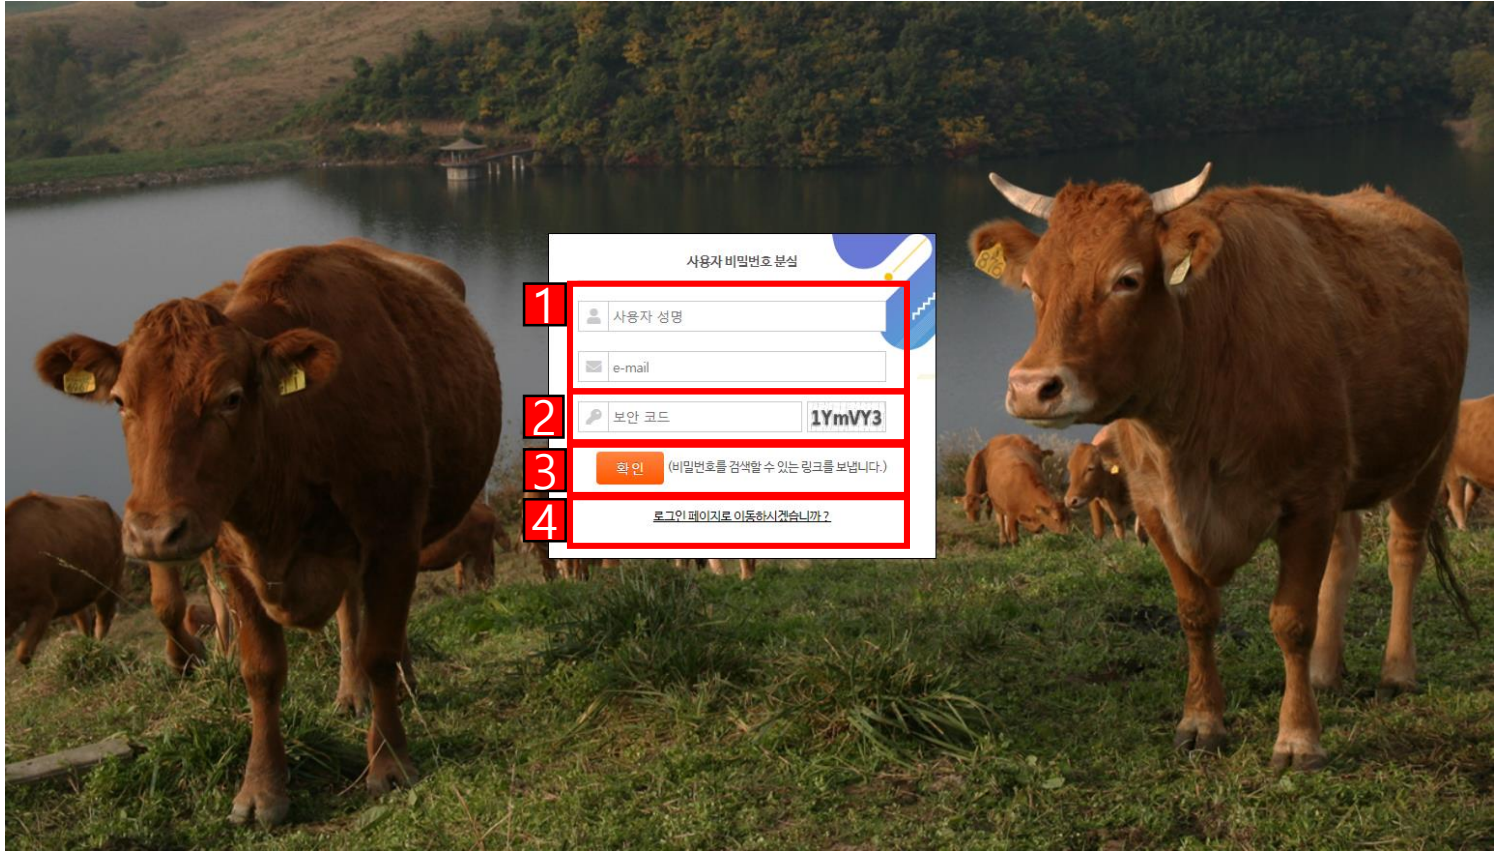 사용자 비밀번호 분실
1
사용자 성명
e-mail
2
보안 코드
1YmVY3
3
확인
(비밀번호를 검색할 수 있는 링크를 보냅니다.)
4
로그인 페이지로 이동하시겠습니까 ?